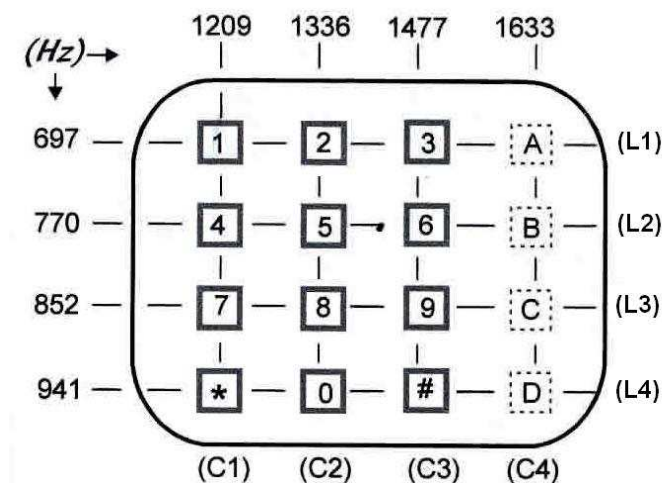 1209 1336 1477 1633
(Hz)
697 1 2 3 A (L1)
770 4 5 6 B (L2)
852 7 8 9 C (L3)
941 * 0 # D (L4)
(C1) (C2) (C3) (C4)